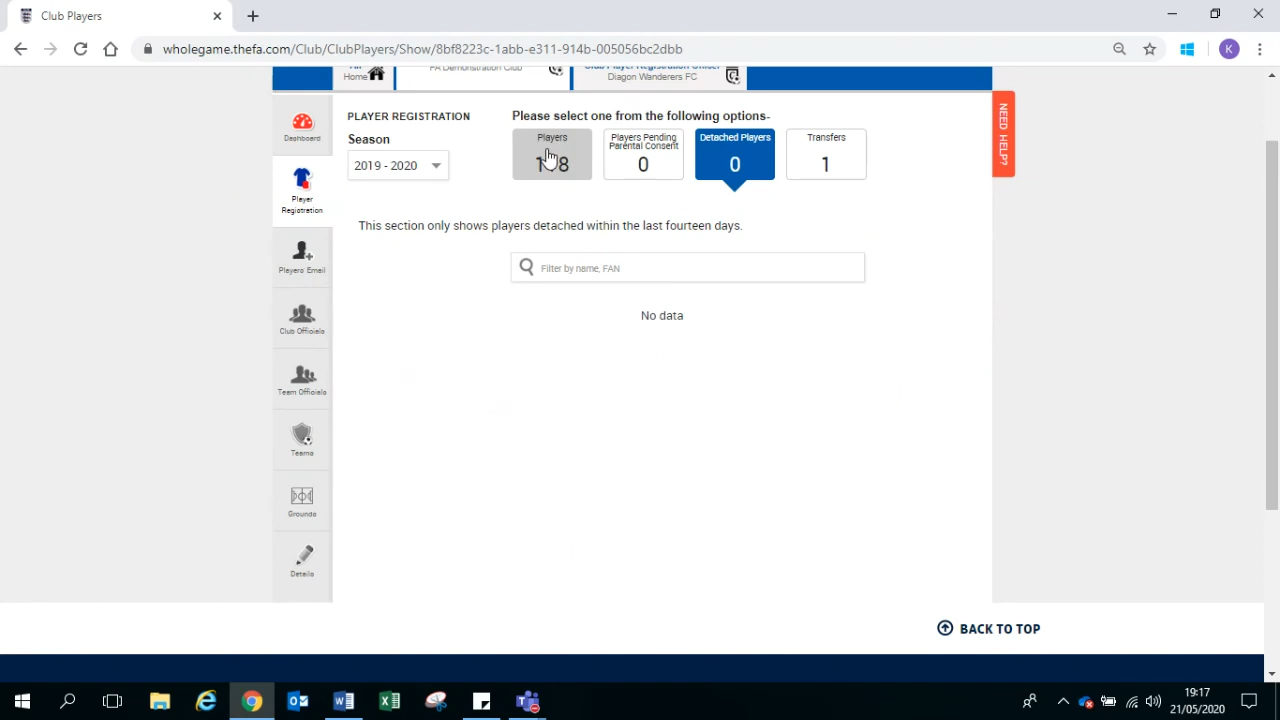 Club Players
wholegame.thefa.com/Club/ClubPlayers/Show/8bf8223c-1abb-e311-914b-005056bc2dbb
K
Home
FA Demonstration Club
Club Player Registration Officer
Diagon Wanderers FC
Dashboard
Player
Registration
Players' Email
Club Officials
Team Officials
Teams
Grounds
Details
PLAYER REGISTRATION
Season
2019 - 2020
Please select one from the following options-
Players
Players Pending
Parental Consent
0
Detached Players
0
Transfers
1
This section only shows players detached within the last fourteen days.
Filter by name, FAN
No data
NEED HELP?
BACK TO TOP
19:17
21/05/2020